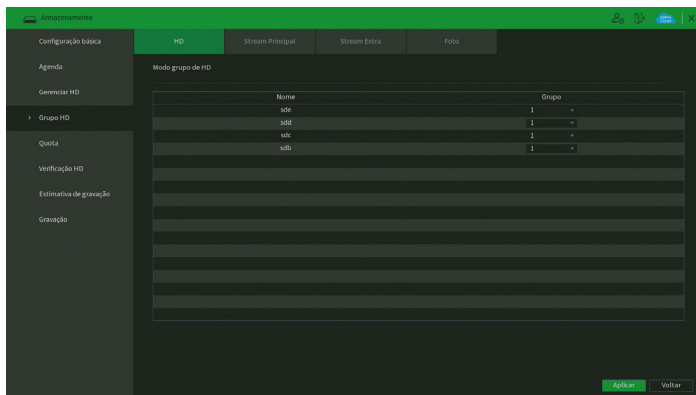 Armazenamento
Configuração básica
Agenda
Gerenciar HD
Grupo HD
Quota
Verificação HD
Estimativa de gravação
Gravação
HD Stream Principal Stream Extra Foto
Modo grupo de HD
Nome Grupo
sde 1
sdd 1
sdc 1
sdb 1
Aplicar Voltar